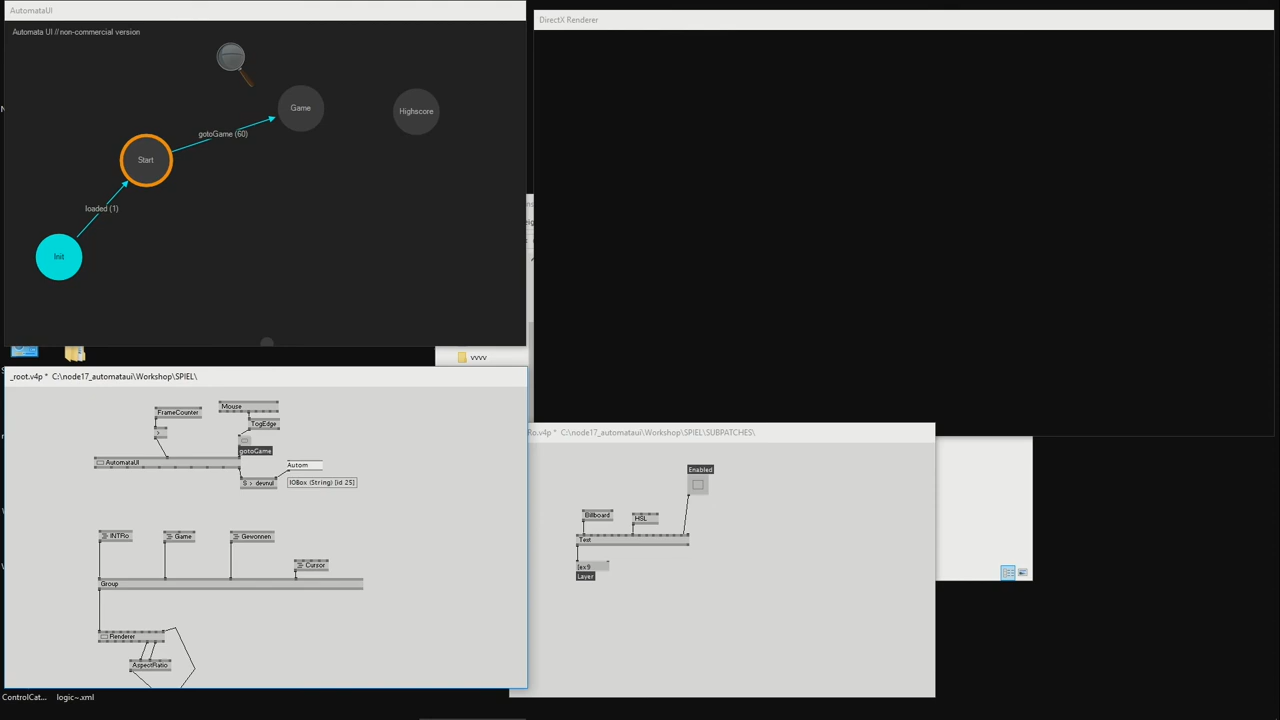 AutomataUI
Automata UI // non-commercial version
Game
Highscore
gotoGame (60)
Start
loaded (1)
Init
DirectX Renderer
vvvv
_root.v4p * C:\node17_automataui\Workshop\SPIEL\
FrameCounter
Mouse
>
TogEdge
gotoGame
AutomataUI
Autom
S > devnul
IOBox (String) [id 25]
INTRo
Game
Gewonnen
Cursor
Group
Renderer
AspectRatio
Ro.v4p * C:\node17_automataui\Workshop\SPIEL\SUBPATCHES\
Enabled
Billboard
HSL
Text
(ex9
Layer
ControlCat...
logic~.xml